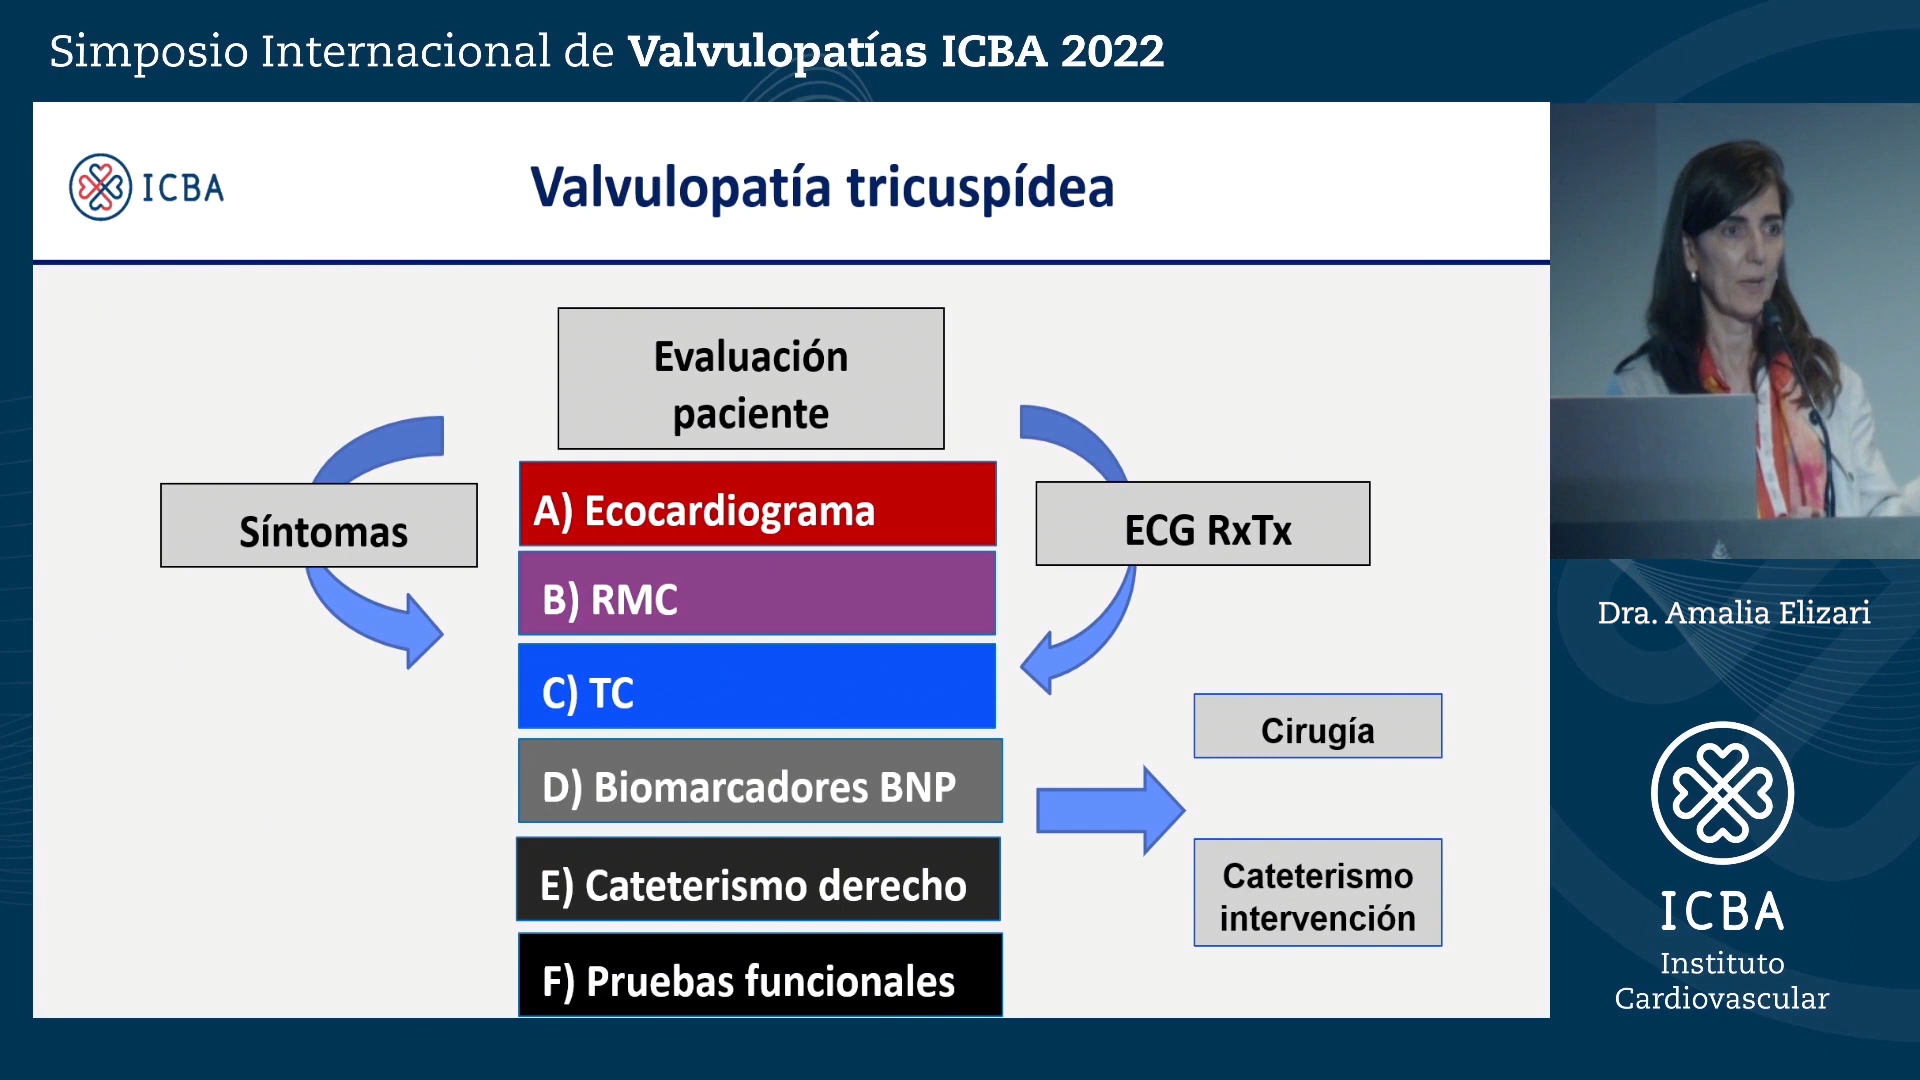 Simposio Internacional de Valvulopatías ICBA 2022
ICBA
Valvulopatía tricuspídea
Evaluación
paciente
Síntomas
ECG RxTx
A) Ecocardiograma
B) RMC
C) TC
D) Biomarcadores BNP
E) Cateterismo derecho
F) Pruebas funcionales
Cirugía
Cateterismo
intervención
Dra. Amalia Elizari
ICBA
Instituto
Cardiovascular